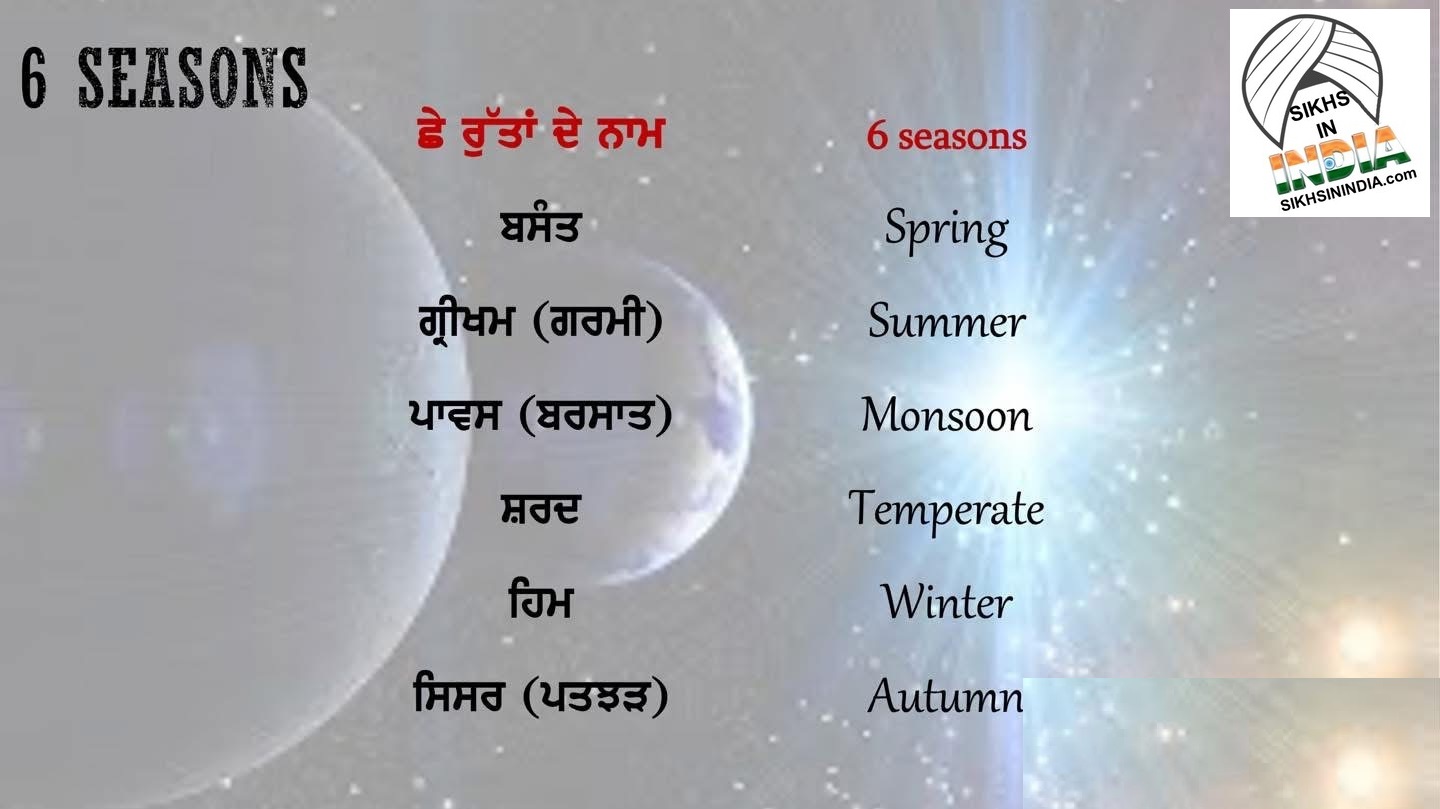 6 SEASONS
ਛੇ ਰੁੱਤਾਂ ਦੇ ਨਾਮ 6 seasons
ਬਸੰਤ Spring
ਗ੍ਰੀਖਮ (ਗਰਮੀ) Summer
ਪਾਵਸ (ਬਰਸਾਤ) Monsoon
ਸ਼ਰਦ Temperate
ਹਿਮ Winter
ਸਿਸਰ (ਪਤਝੜ) Autumn
SIKHS
IN
INDIA
SIKHSININDIA.com